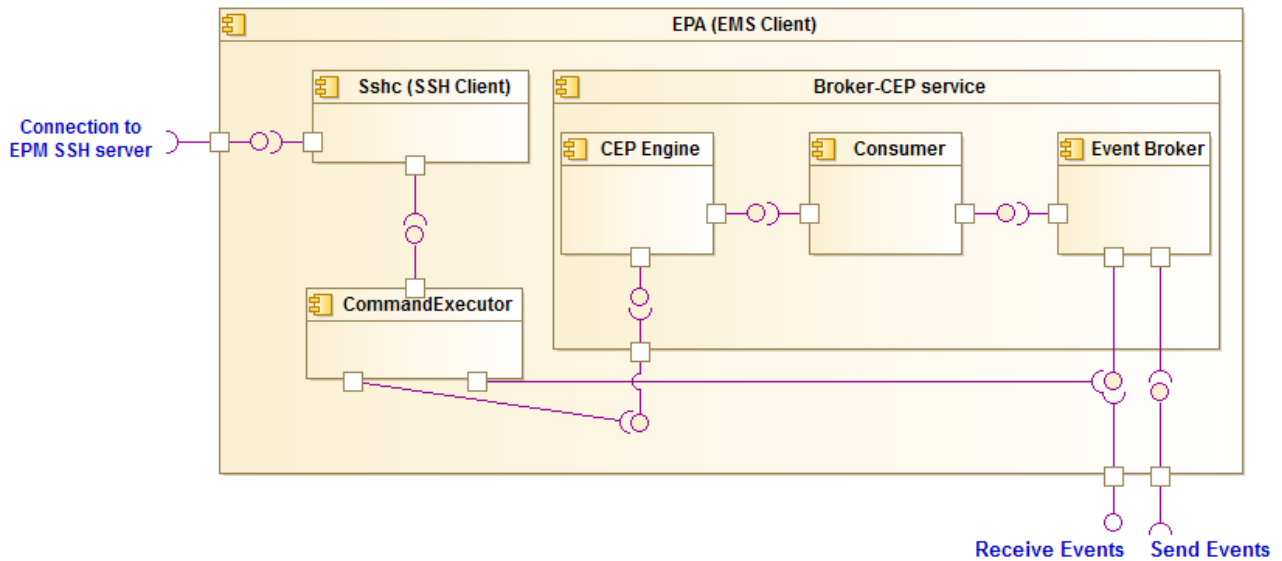 EPA (EMS Client)
Sshc (SSH Client)
Broker-CEP service
Connection to
EPM SSH server
CEP Engine
Consumer
Event Broker
CommandExecutor
Receive Events
Send Events